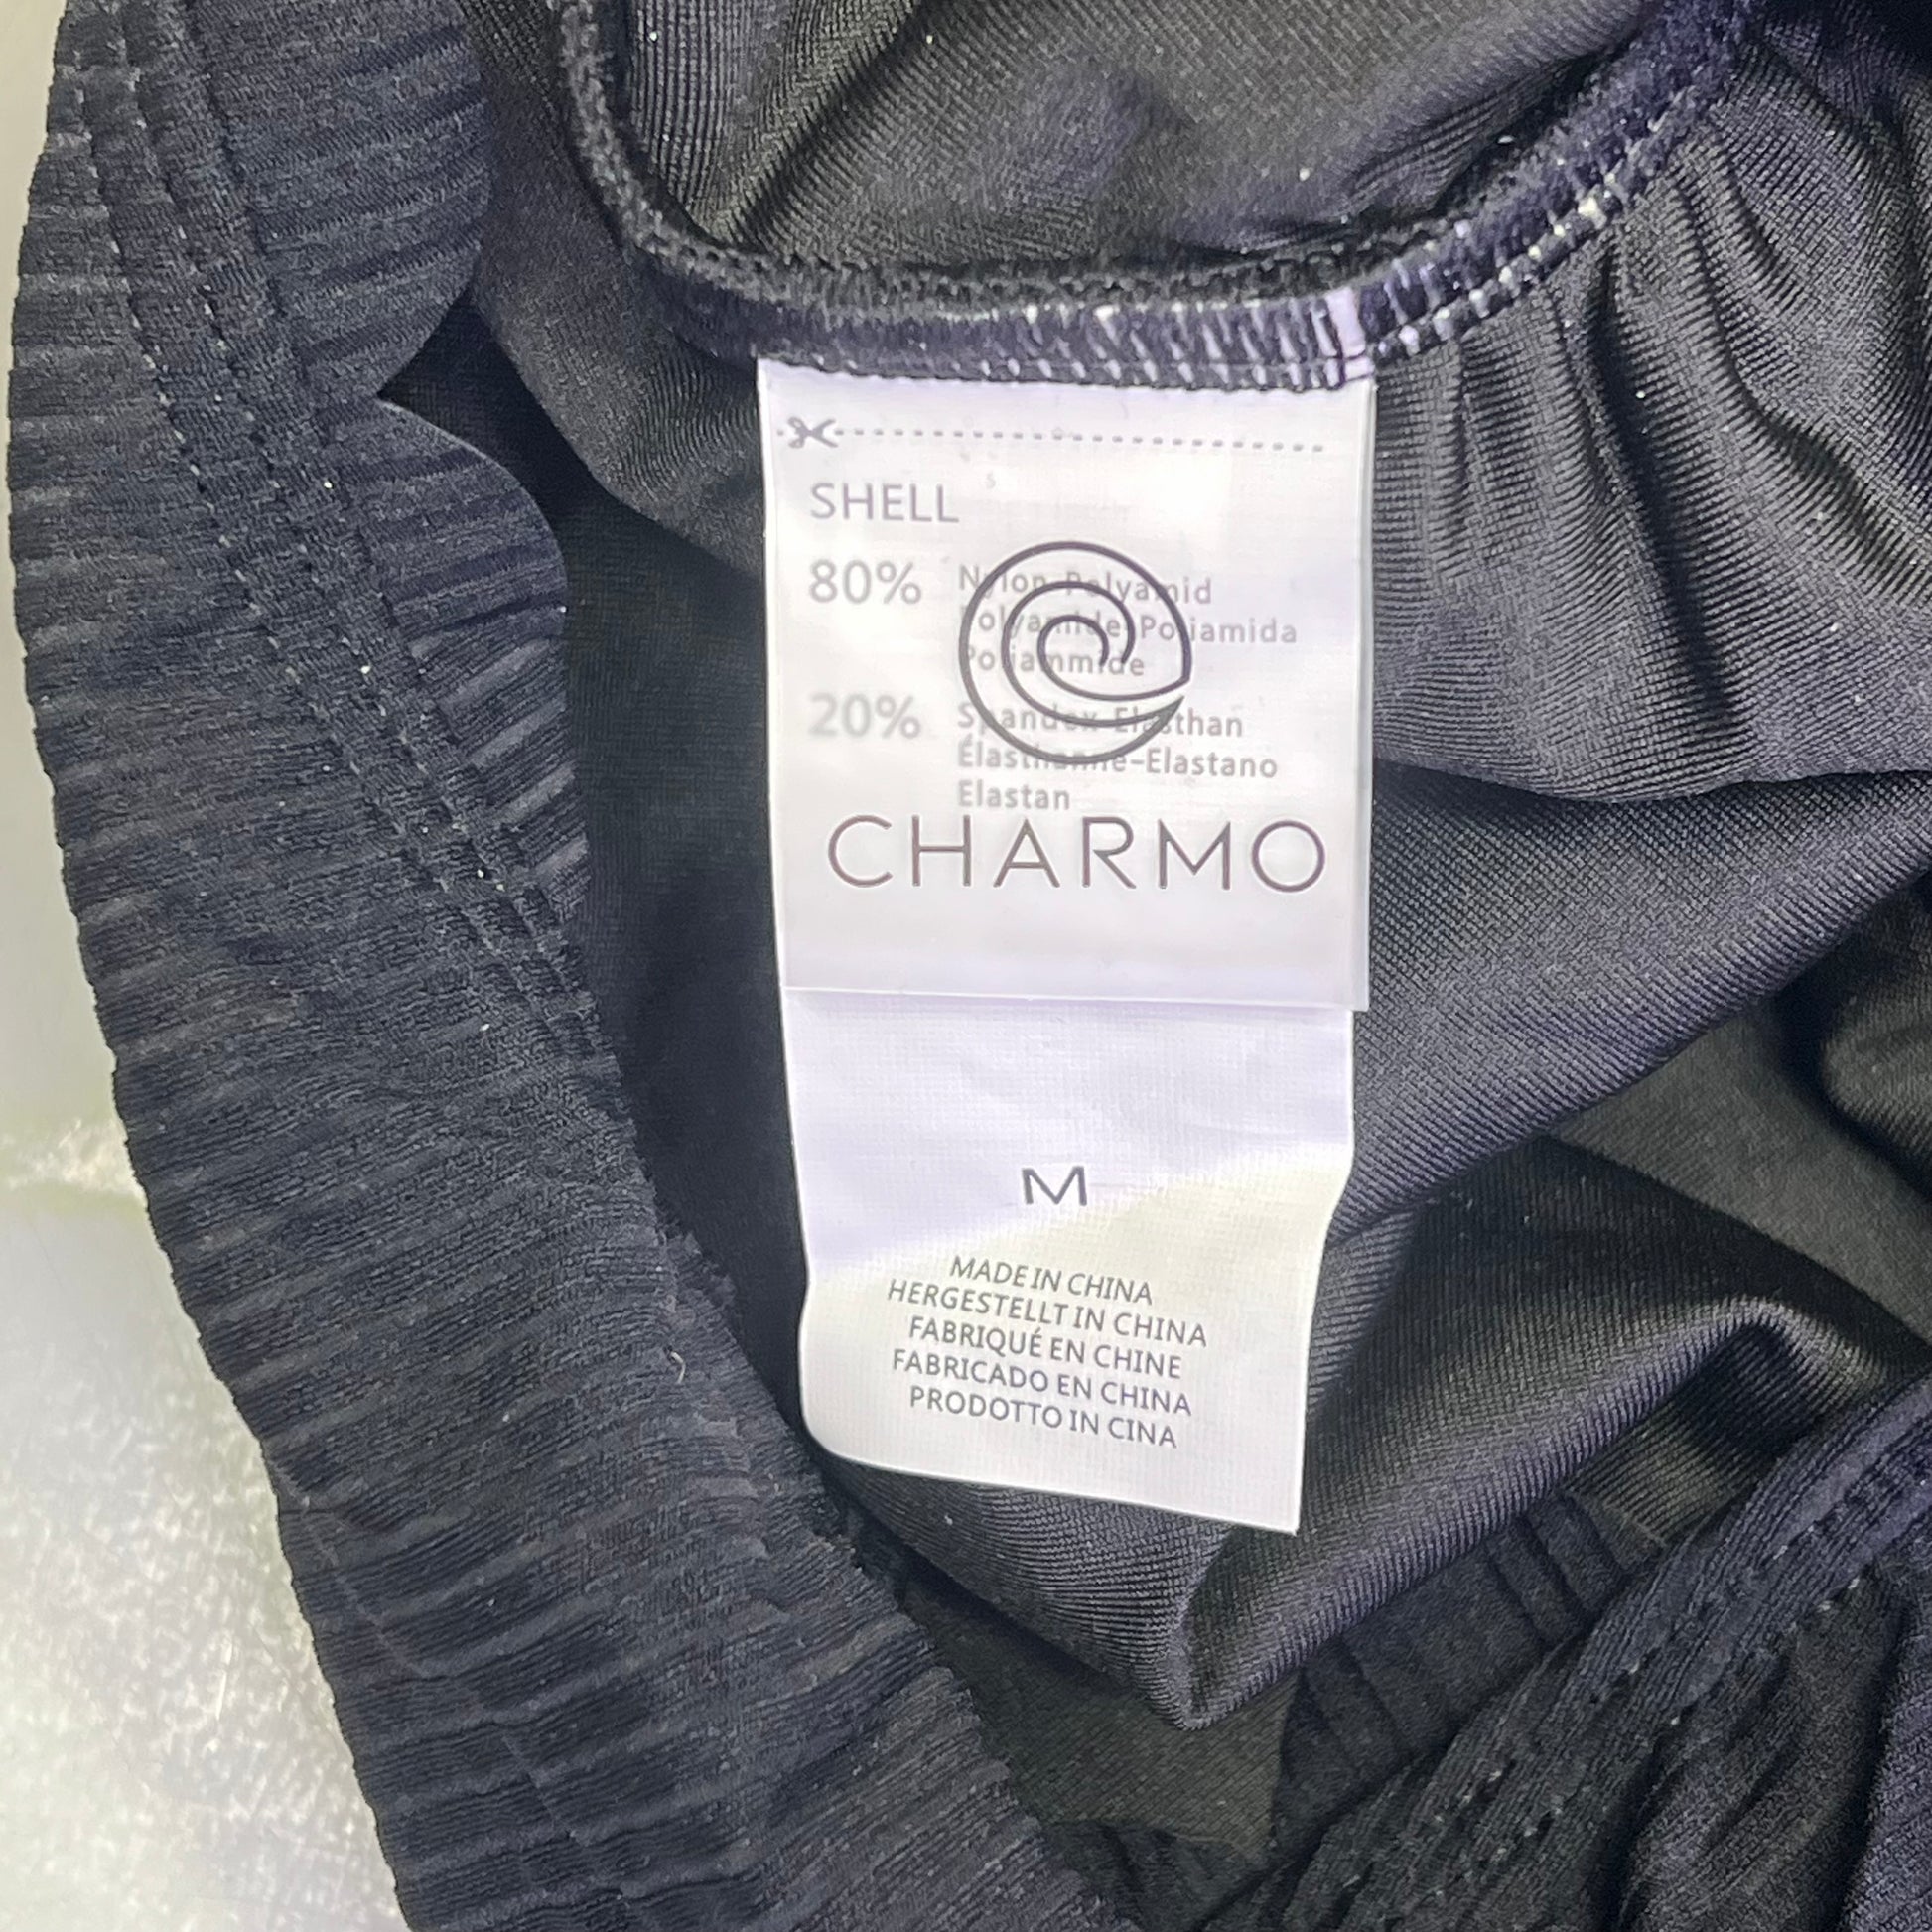 SHELL
80% Nylon-Polyamid
Polyamide-Poliamida
Poliammide
20% Spandex-Elasthan
Élasthanne-Elastano
Elastan
CHARMO
M
MADE IN CHINA
HERGESTELLT IN CHINA
FABRIQUÉ EN CHINE
FABRICADO EN CHINA
PRODOTTO IN CINA